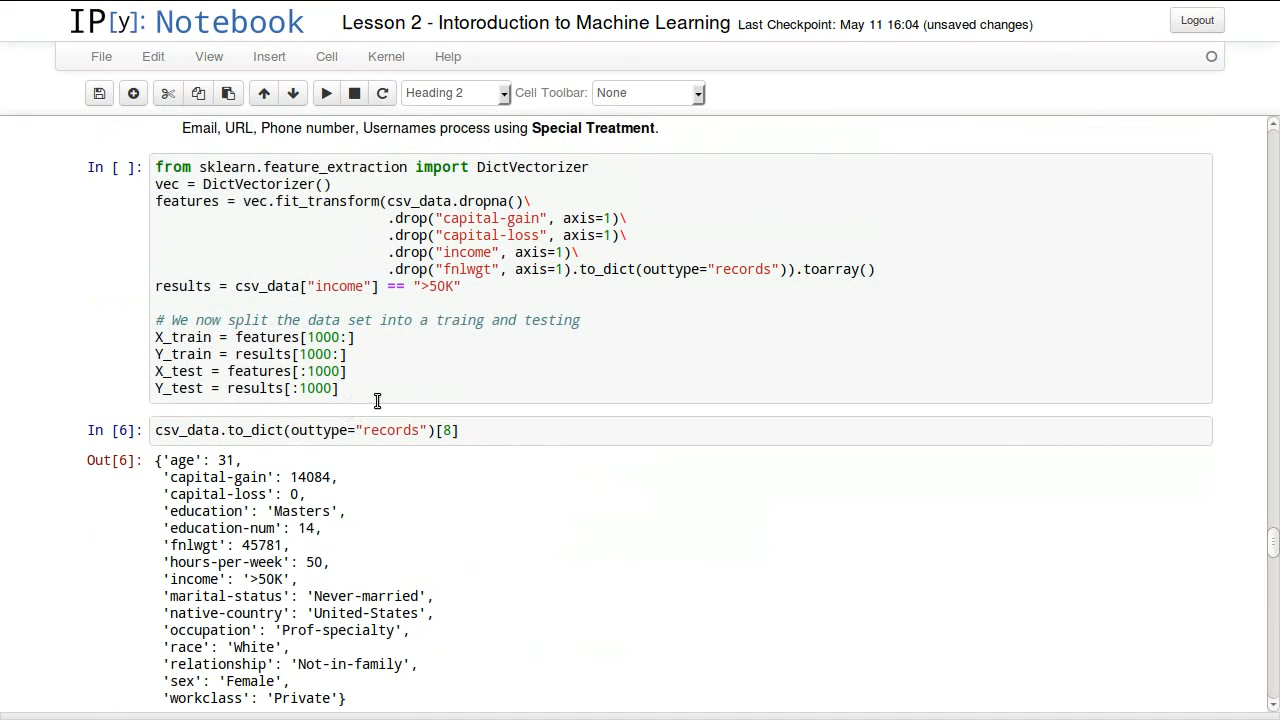 IP[y]: Notebook Lesson 2 - Intoroduction to Machine Learning Last Checkpoint: May 11 16:04 (unsaved changes) Logout
File Edit View Insert Cell Kernel Help
Heading 2 Cell Toolbar: None
Email, URL, Phone number, Usernames process using Special Treatment.
In [ ]: from sklearn.feature_extraction import DictVectorizer
vec = DictVectorizer()
features = vec.fit_transform(csv_data.dropna()\
.drop("capital-gain", axis=1)\
.drop("capital-loss", axis=1)\
.drop("income", axis=1)\
.drop("fnlwgt", axis=1).to_dict(outtype="records")).toarray()
results = csv_data["income"] == ">50K"
# We now split the data set into a traing and testing
X_train = features[1000:]
Y_train = results[1000:]
X_test = features[:1000]
Y_test = results[:1000]
In [6]: csv_data.to_dict(outtype="records")[8]
Out[6]: {'age': 31,
'capital-gain': 14084,
'capital-loss': 0,
'education': 'Masters',
'education-num': 14,
'fnlwgt': 45781,
'hours-per-week': 50,
'income': '>50K',
'marital-status': 'Never-married',
'native-country': 'United-States',
'occupation': 'Prof-specialty',
'race': 'White',
'relationship': 'Not-in-family',
'sex': 'Female',
'workclass': 'Private'}